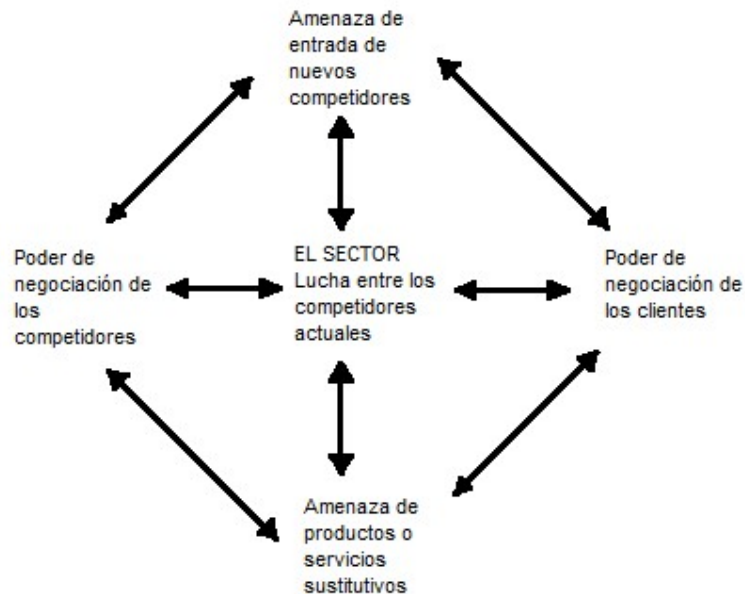 Amenaza de
entrada de
nuevos
competidores
Poder de
negociación de
los
competidores
EL SECTOR
Lucha entre los
competidores
actuales
Poder de
negociación de
los clientes
Amenaza de
productos o
servicios
sustitutivos